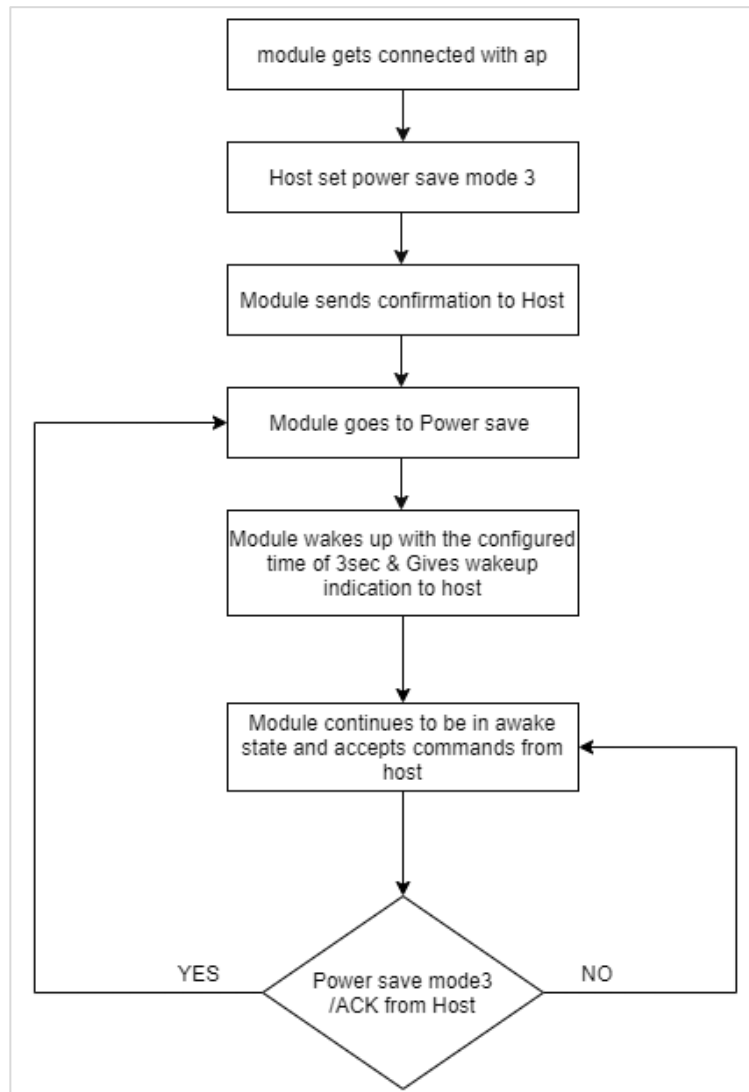 module gets connected with ap
Host set power save mode 3
Module sends confirmation to Host
Module goes to Power save
Module wakes up with the configured
time of 3sec & Gives wakeup
indication to host
Module continues to be in awake
state and accepts commands from
host
YES
NO
Power save mode3
/ACK from Host